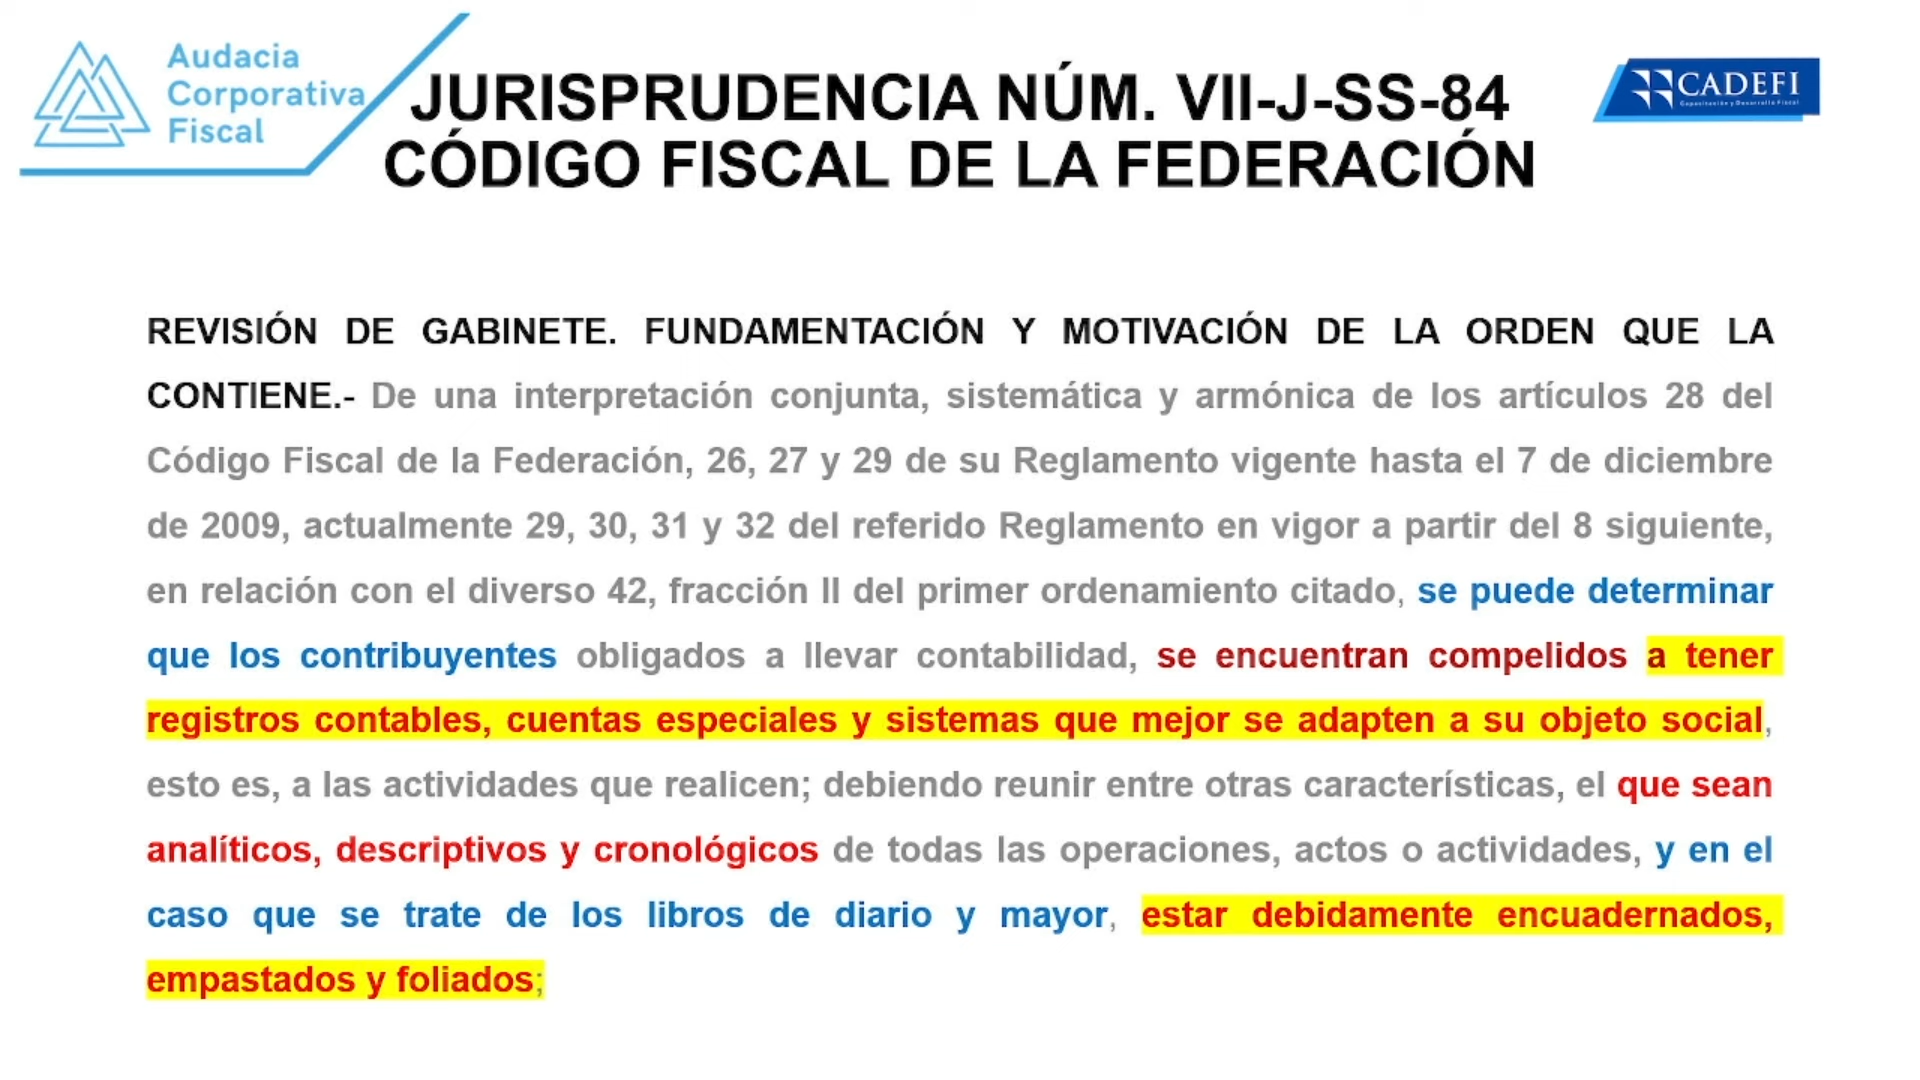 Audacia
Corporativa
Fiscal
JURISPRUDENCIA NÚM. VII-J-SS-84
CÓDIGO FISCAL DE LA FEDERACIÓN
CADEFI
Capacitación y Desarrollo Fiscal
REVISIÓN DE GABINETE. FUNDAMENTACIÓN Y MOTIVACIÓN DE LA ORDEN QUE LA
CONTIENE.- De una interpretación conjunta, sistemática y armónica de los artículos 28 del
Código Fiscal de la Federación, 26, 27 y 29 de su Reglamento vigente hasta el 7 de diciembre
de 2009, actualmente 29, 30, 31 y 32 del referido Reglamento en vigor a partir del 8 siguiente,
en relación con el diverso 42, fracción II del primer ordenamiento citado, se puede determinar
que los contribuyentes obligados a llevar contabilidad, se encuentran compelidos a tener
registros contables, cuentas especiales y sistemas que mejor se adapten a su objeto social,
esto es, a las actividades que realicen; debiendo reunir entre otras características, el que sean
analíticos, descriptivos y cronológicos de todas las operaciones, actos o actividades, y en el
caso que se trate de los libros de diario y mayor, estar debidamente encuadernados,
empastados y foliados;